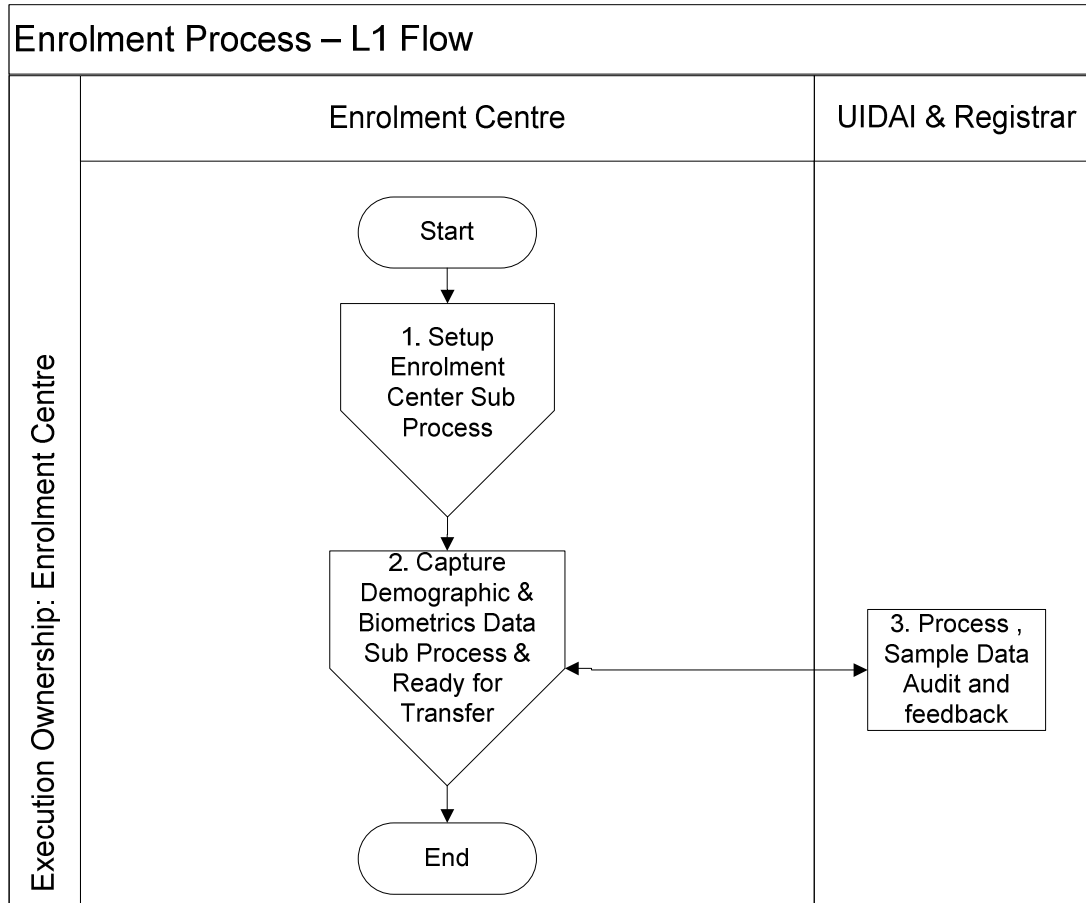 Enrolment Process – L1 Flow
Enrolment Centre
UIDAI & Registrar
Execution Ownership: Enrolment Centre
Start
1. Setup
Enrolment
Center Sub
Process
2. Capture
Demographic &
Biometrics Data
Sub Process &
Ready for
Transfer
3. Process ,
Sample Data
Audit and
feedback
End